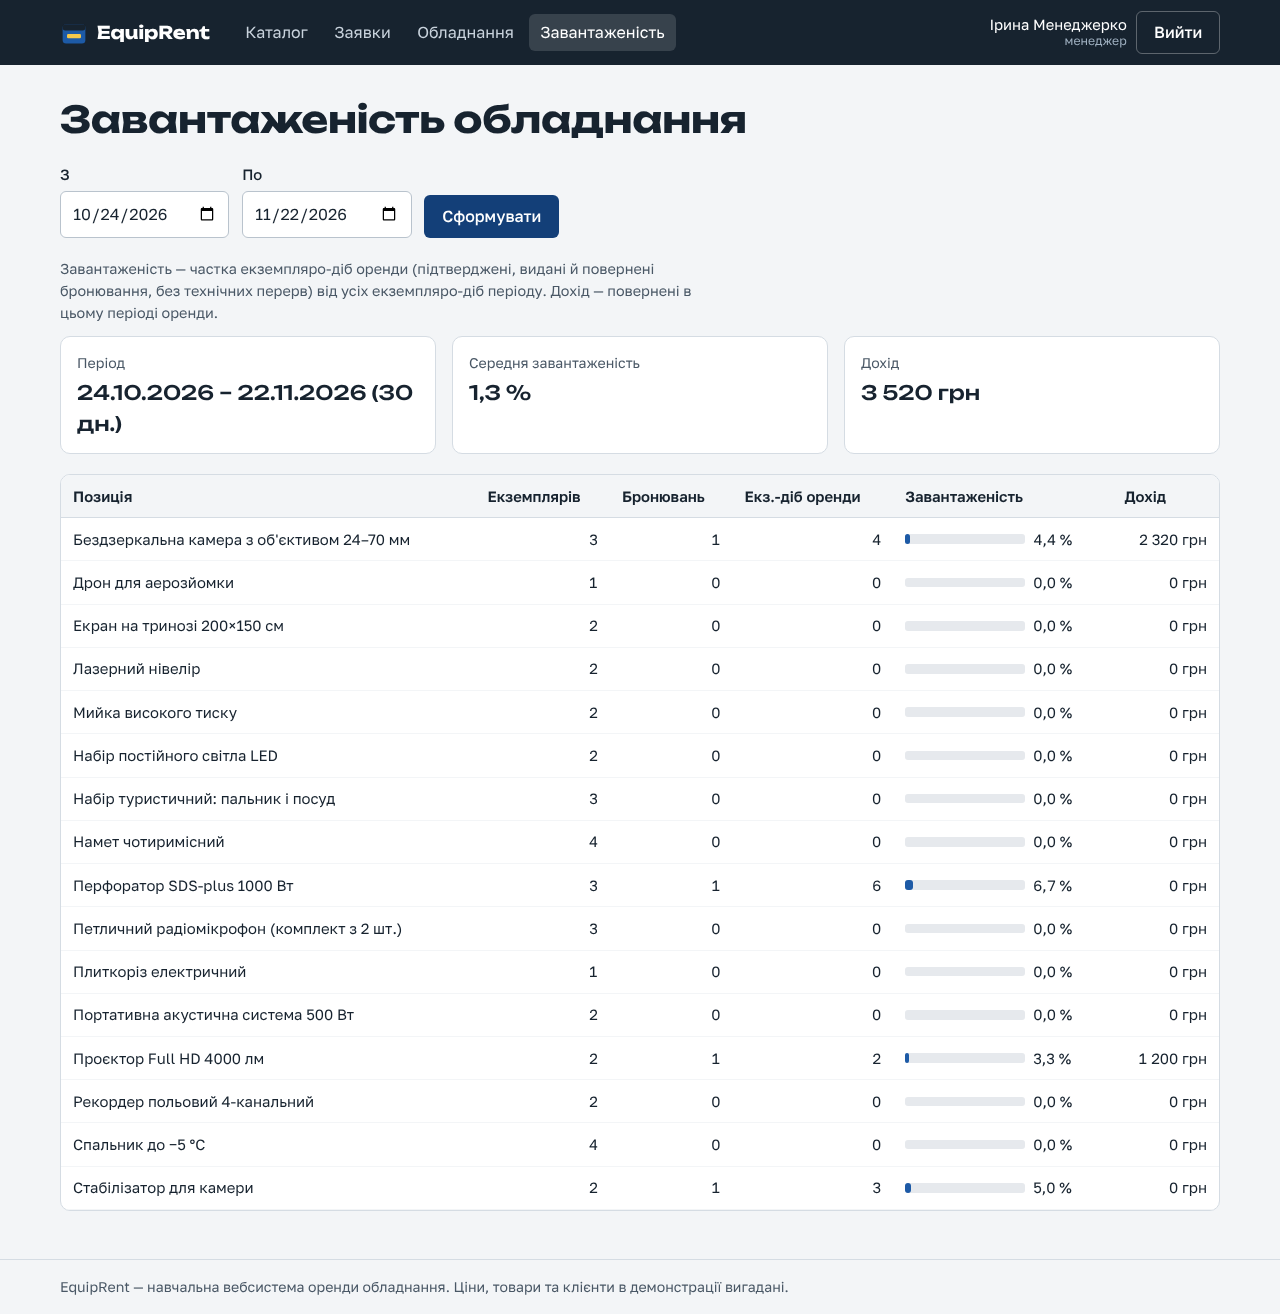 EquipRent Каталог Заявки Обладнання Завантаженість Ірина Менеджерко Вийти
менеджер
Завантаженість обладнання
З По
10/24/2026 11/22/2026 Сформувати
Завантаженість — частка екземпляро-діб оренди (підтверджені, видані й повернені
бронювання, без технічних перерв) від усіх екземпляро-діб періоду. Дохід — повернені в
цьому періоді оренди.
Період Середня завантаженість Дохід
24.10.2026 – 22.11.2026 (30 1,3 % 3 520 грн
дн.)
Позиція Екземплярів Бронювань Екз.-діб оренди Завантаженість Дохід
Бездзеркальна камера з об'єктивом 24–70 мм 3 1 4 4,4 % 2 320 грн
Дрон для аерозйомки 1 0 0 0,0 % 0 грн
Екран на тринозі 200×150 см 2 0 0 0,0 % 0 грн
Лазерний нівелір 2 0 0 0,0 % 0 грн
Мийка високого тиску 2 0 0 0,0 % 0 грн
Набір постійного світла LED 2 0 0 0,0 % 0 грн
Набір туристичний: пальник і посуд 3 0 0 0,0 % 0 грн
Намет чотиримісний 4 0 0 0,0 % 0 грн
Перфоратор SDS-plus 1000 Вт 3 1 6 6,7 % 0 грн
Петличний радіомікрофон (комплект з 2 шт.) 3 0 0 0,0 % 0 грн
Плиткоріз електричний 1 0 0 0,0 % 0 грн
Портативна акустична система 500 Вт 2 0 0 0,0 % 0 грн
Проєктор Full HD 4000 лм 2 1 2 3,3 % 1 200 грн
Рекордер польовий 4-канальний 2 0 0 0,0 % 0 грн
Спальник до −5 °C 4 0 0 0,0 % 0 грн
Стабілізатор для камери 2 1 3 5,0 % 0 грн
EquipRent — навчальна вебсистема оренди обладнання. Ціни, товари та клієнти в демонстрації вигадані.